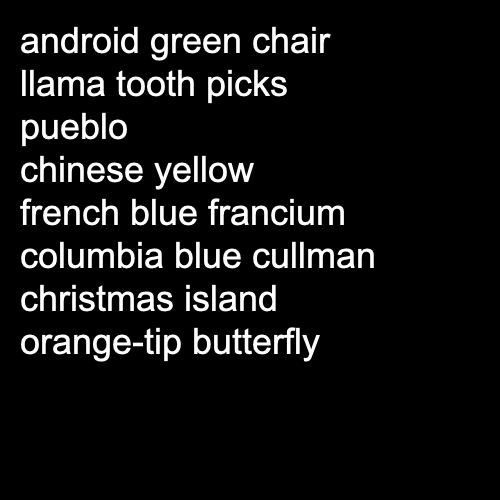 android green chair
llama tooth picks
pueblo
chinese yellow
french blue francium
columbia blue cullman
christmas island
orange-tip butterfly